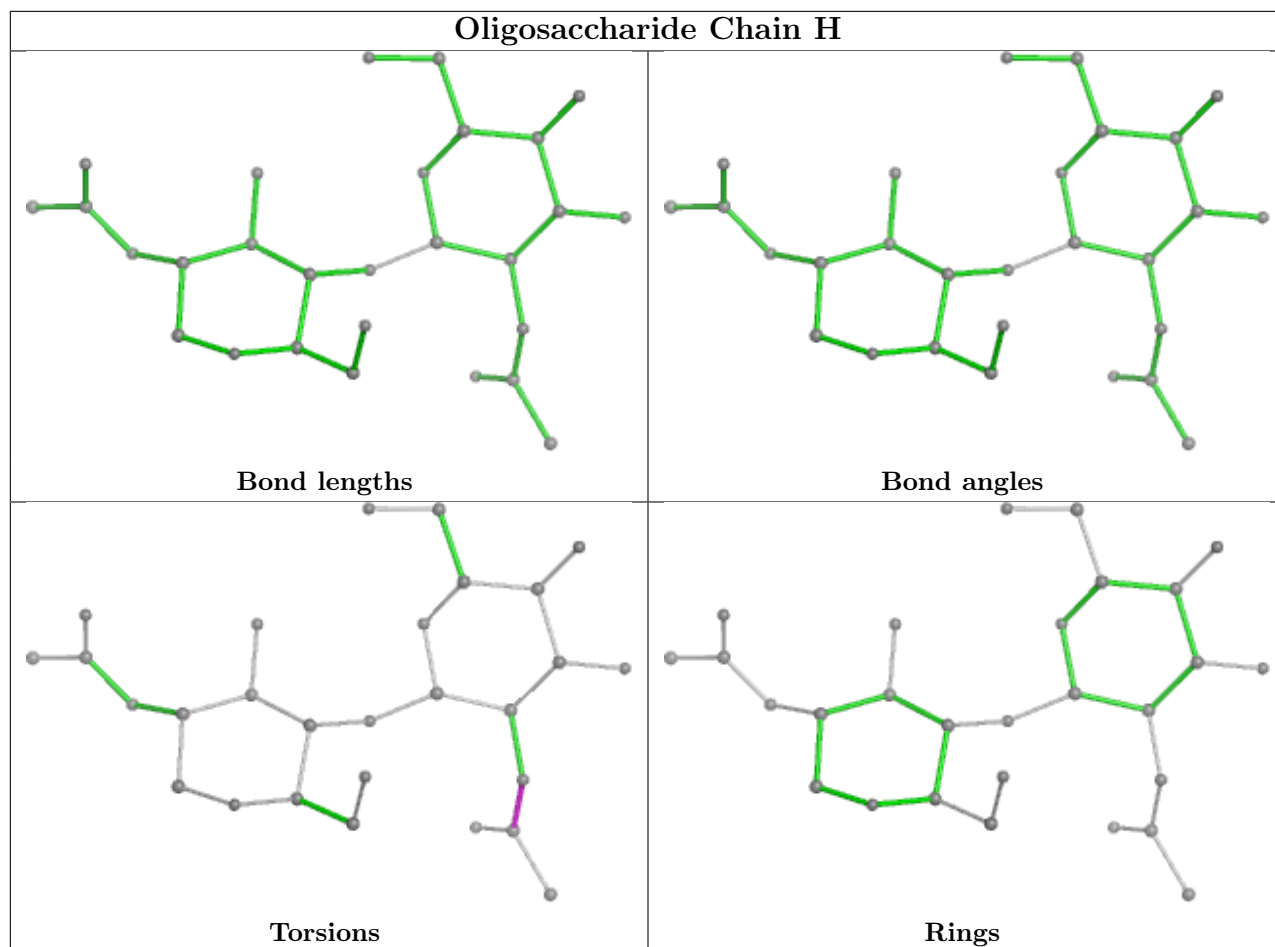 Oligosaccharide Chain H
Bond lengths
Bond angles
Torsions
Rings